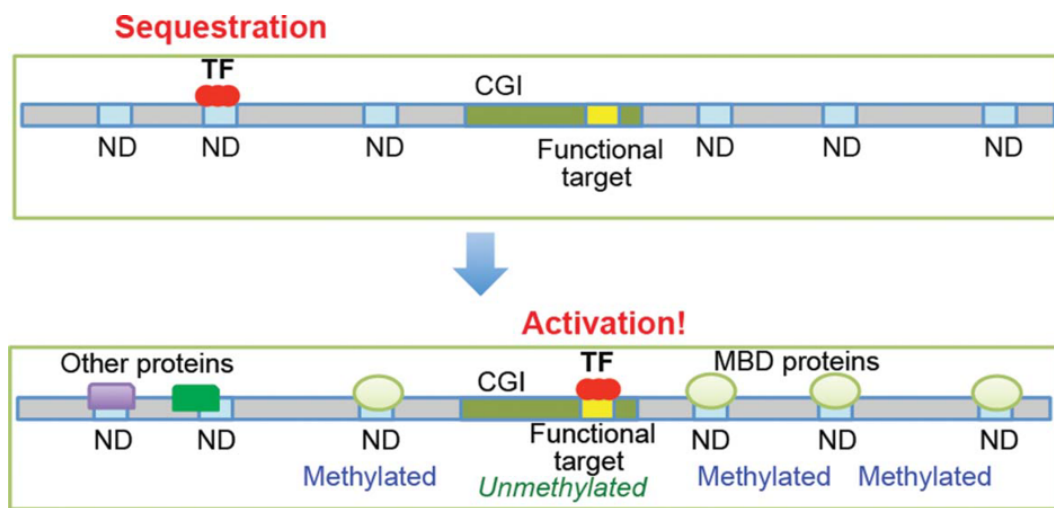 Sequestration
TF
CGI
ND ND ND Functional ND ND ND
target
Activation!
Other proteins TF MBD proteins
CGI
ND ND ND Functional ND ND ND
Methylated target Methylated Methylated
Unmethylated